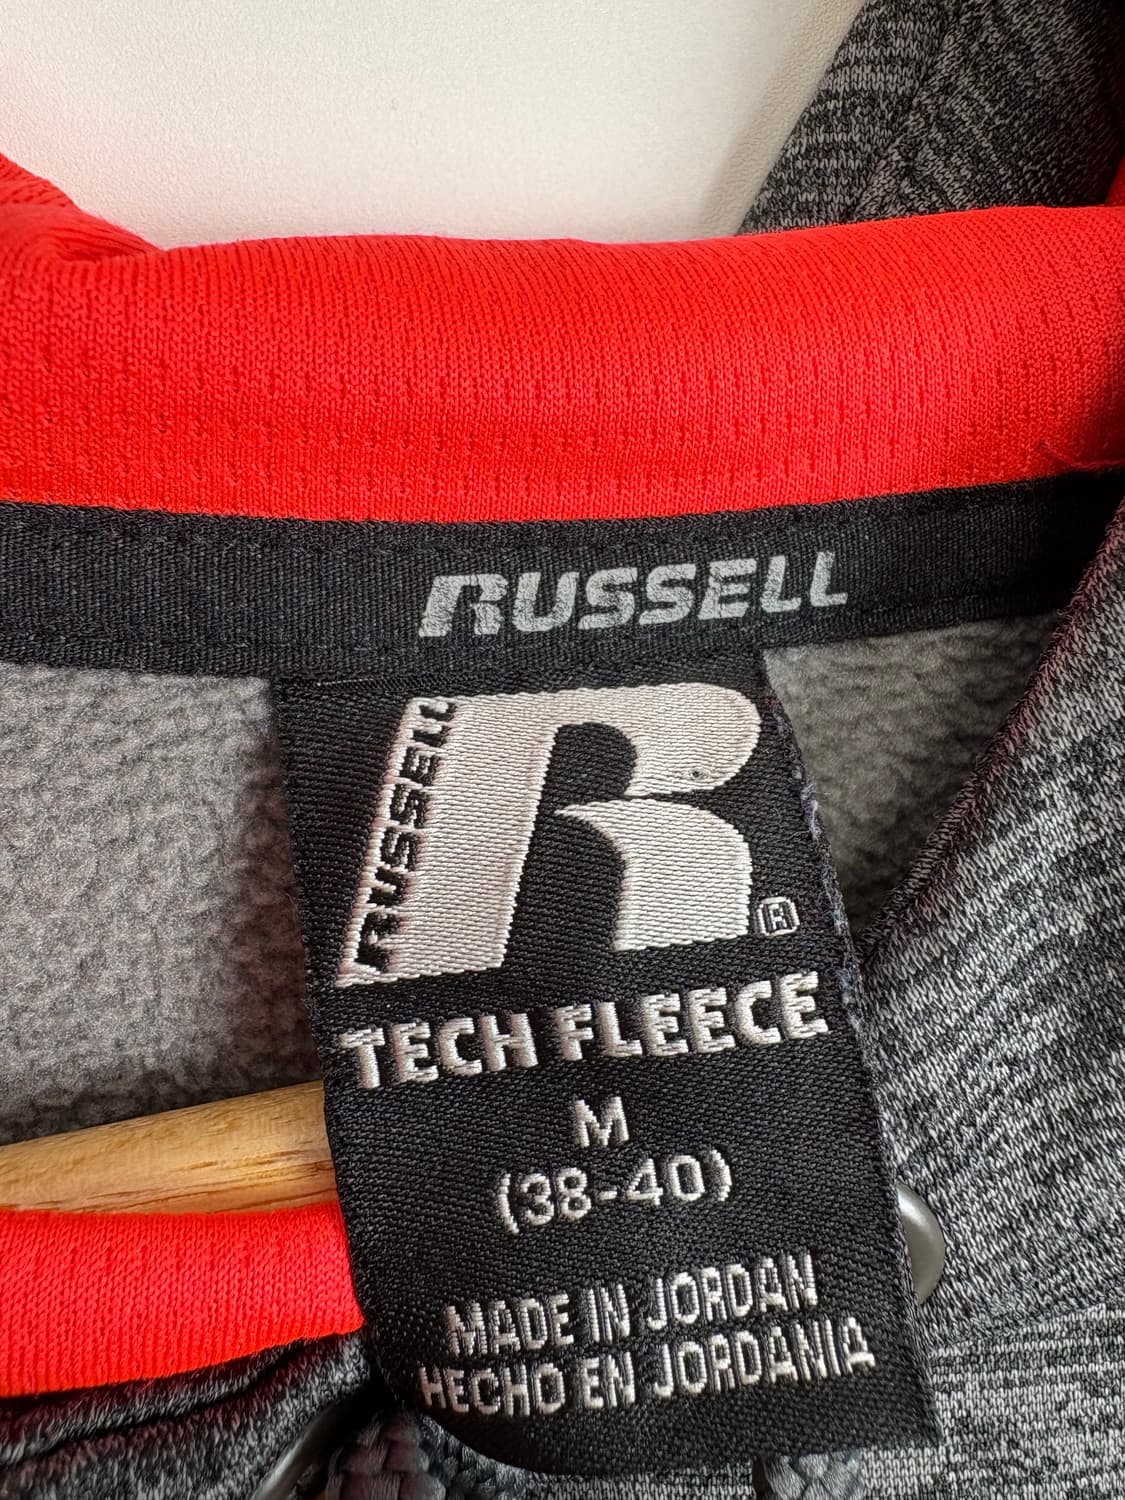 RUSSELL
RUSSELL
R ®
TECH FLEECE
M
(38-40)
MADE IN JORDAN
HECHO EN JORDANIA